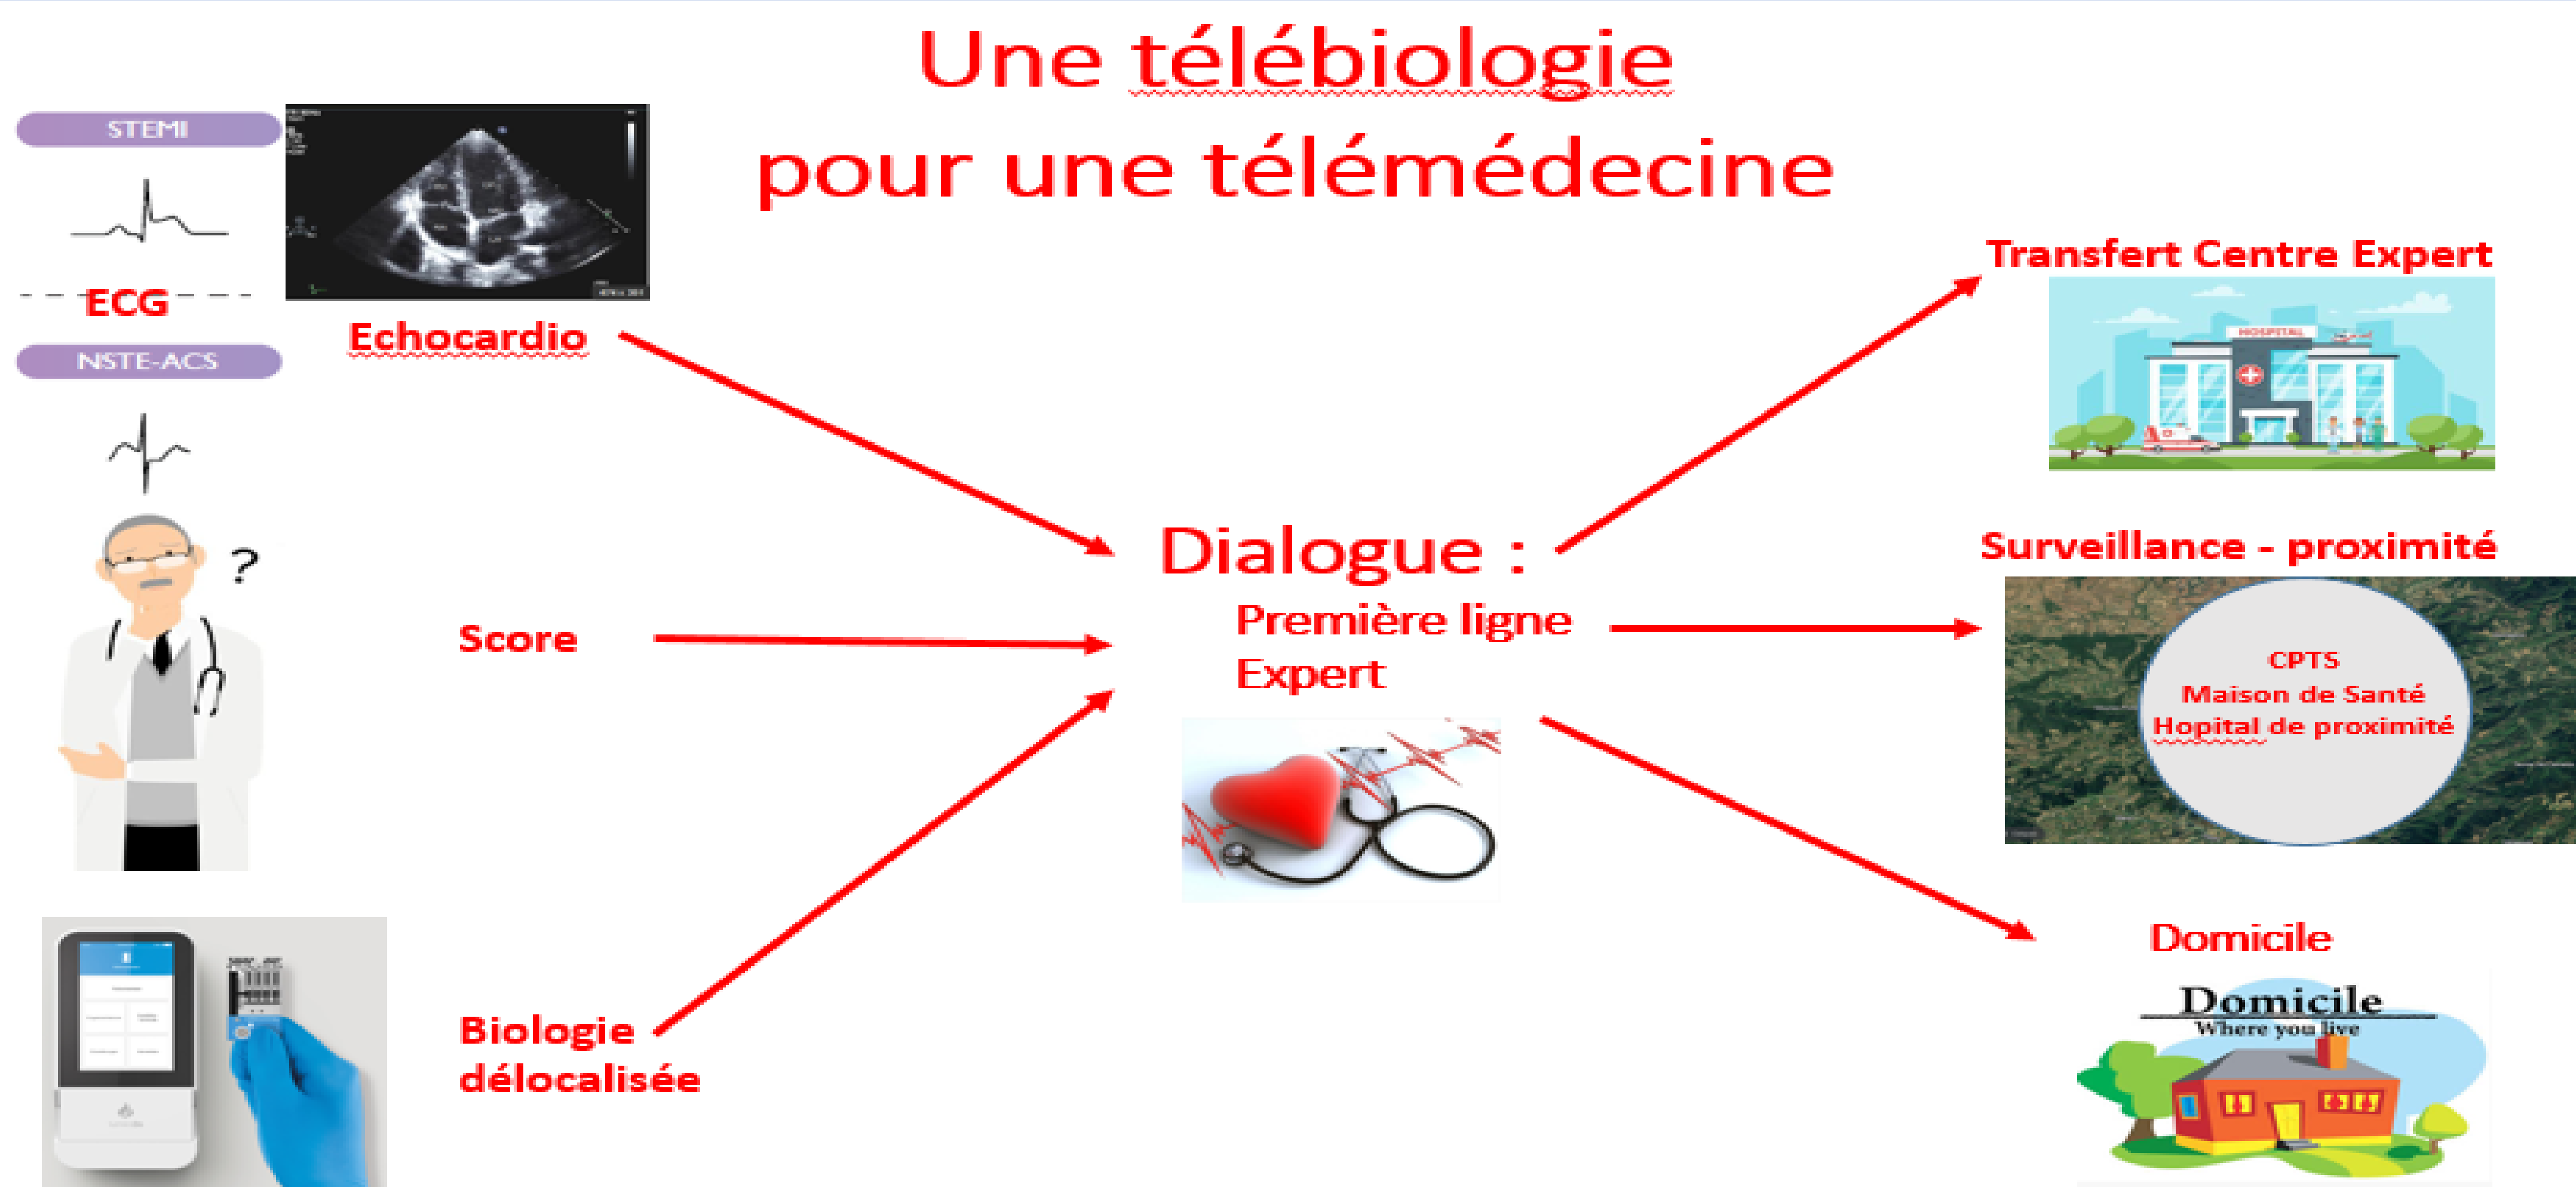 Une télébiologie
pour une télémédecine
STEMI
ECG
NSTE-ACS
Echocardio
?
Score
Biologie
délocalisée
Dialogue :
Première ligne
Expert
Transfert Centre Expert
HOSPITAL
Surveillance - proximité
CPTS
Maison de Santé
Hopital de proximité
Domicile
Domicile
Where you live